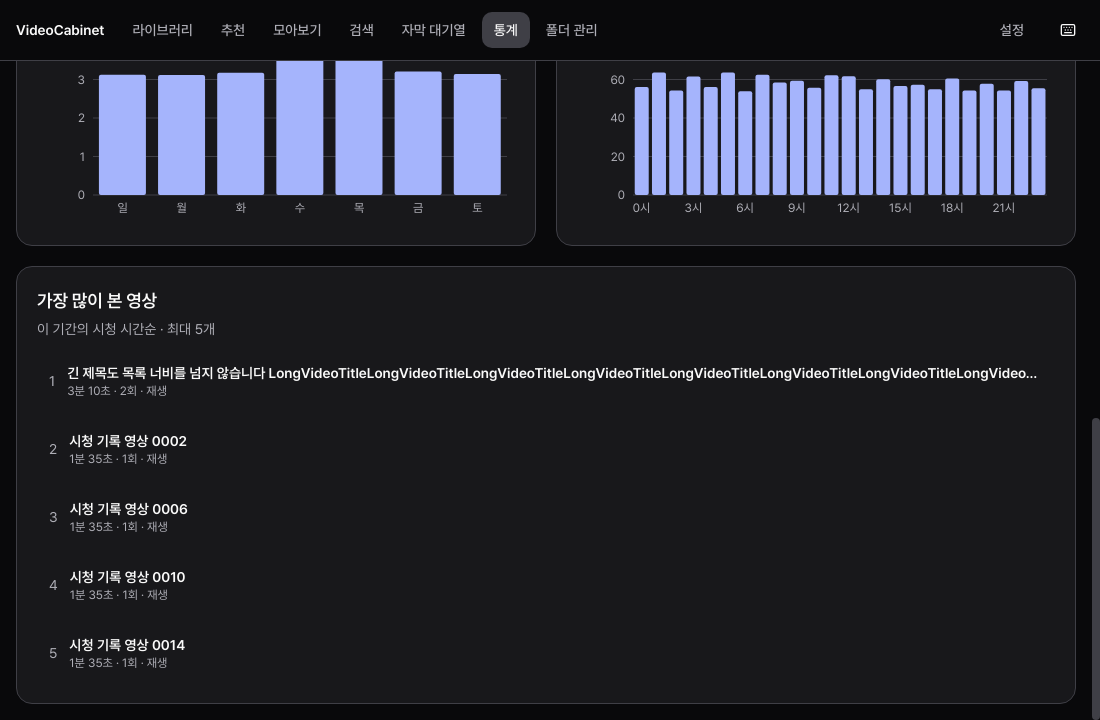 VideoCabinet 라이브러리 추천 모아보기 검색 자막 대기열 통계 폴더 관리 설정
3
2
1
0
일 월 화 수 목 금 토
60
40
20
0
0시 3시 6시 9시 12시 15시 18시 21시
가장 많이 본 영상
이 기간의 시청 시간순 · 최대 5개
1 긴 제목도 목록 너비를 넘지 않습니다 LongVideoTitleLongVideoTitleLongVideoTitleLongVideoTitleLongVideoTitleLongVideoTitleLongVideoTitleLongVideo...
3분 10초 · 2회 · 재생
2 시청 기록 영상 0002
1분 35초 · 1회 · 재생
3 시청 기록 영상 0006
1분 35초 · 1회 · 재생
4 시청 기록 영상 0010
1분 35초 · 1회 · 재생
5 시청 기록 영상 0014
1분 35초 · 1회 · 재생